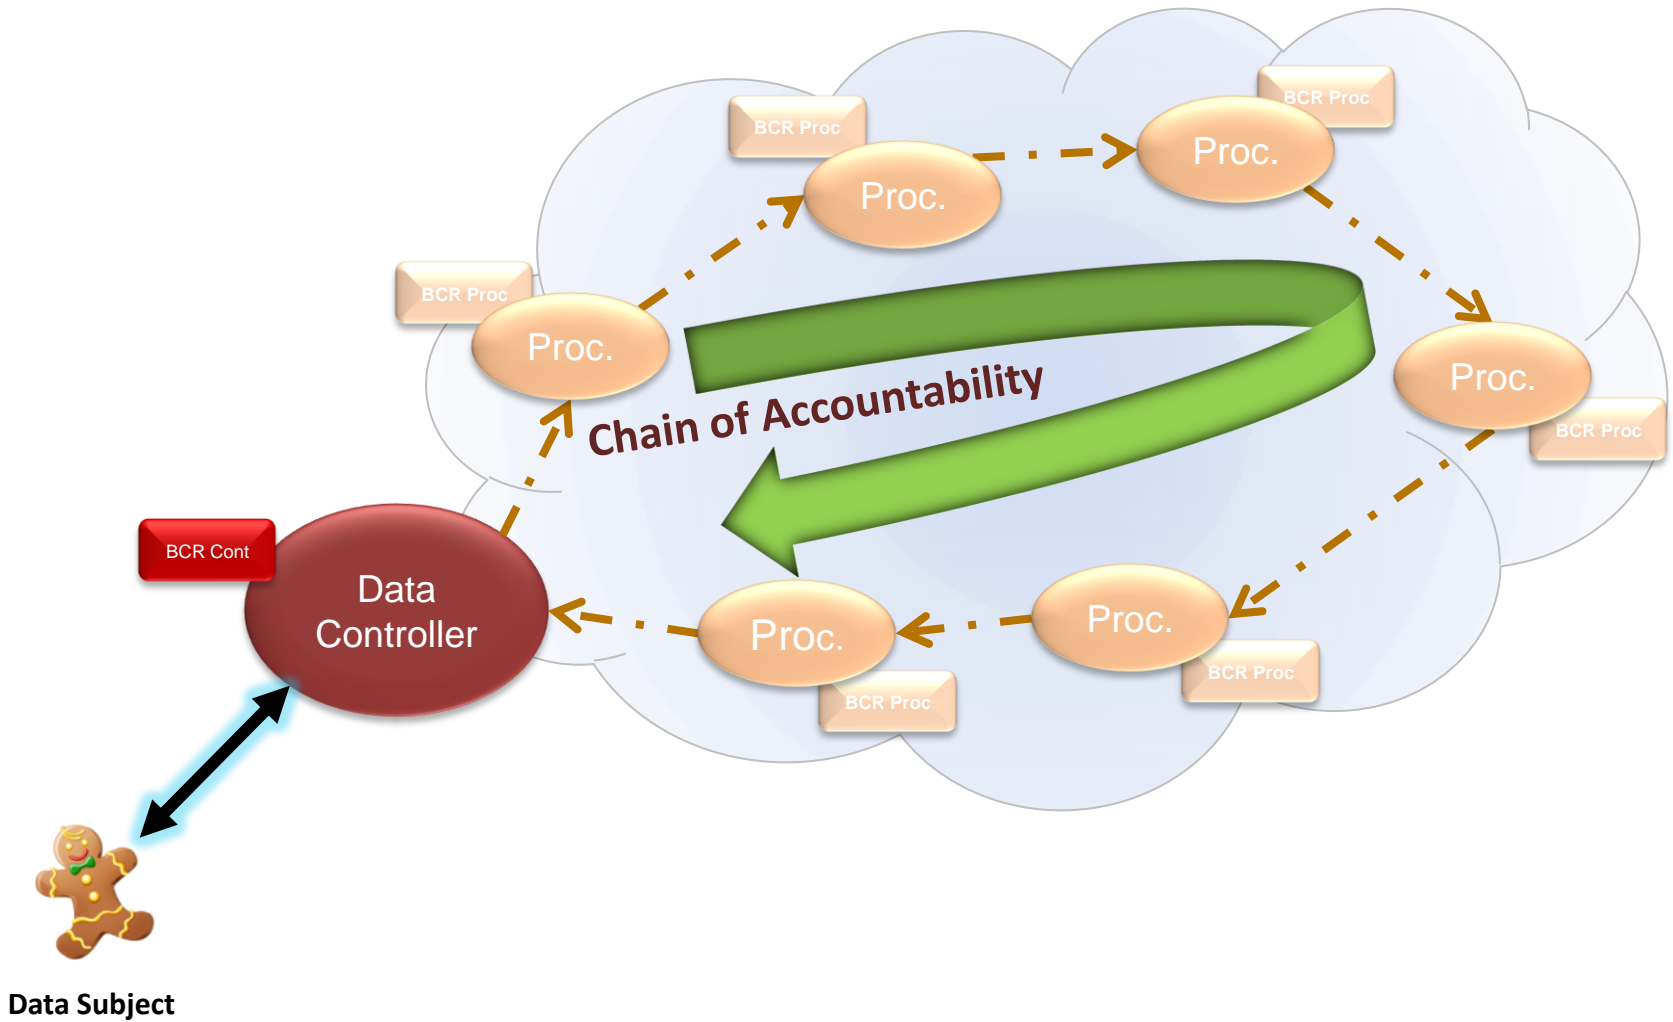 BCR Proc
Proc.
BCR Proc
Proc.
BCR Proc
Proc.
Proc.
BCR Proc
Chain of Accountability
BCR Cont
Data
Controller
Proc.
BCR Proc
Proc.
BCR Proc
Data Subject